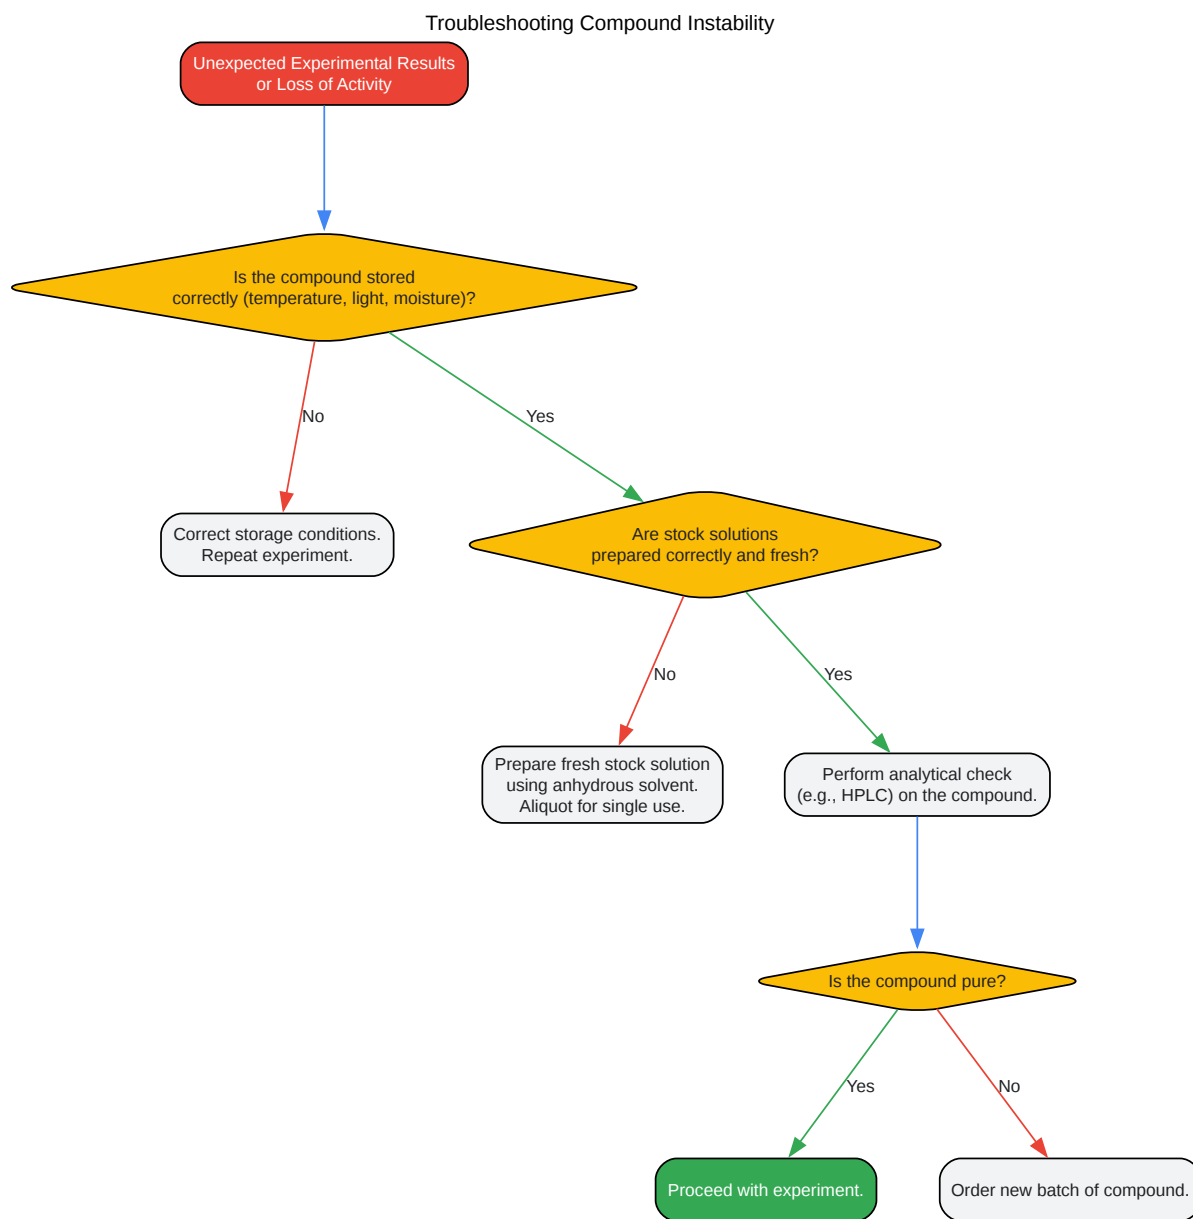 Troubleshooting Compound Instability
Unexpected Experimental Results
or Loss of Activity
Is the compound stored
correctly (temperature, light, moisture)?
No
Yes
Correct storage conditions.
Repeat experiment.
Are stock solutions
prepared correctly and fresh?
No
Yes
Prepare fresh stock solution
using anhydrous solvent.
Aliquot for single use.
Perform analytical check
(e.g., HPLC) on the compound.
Is the compound pure?
Yes
No
Proceed with experiment.
Order new batch of compound.